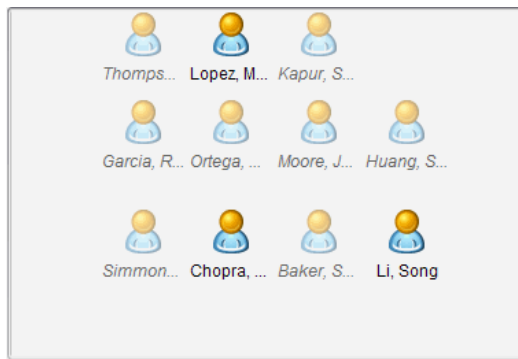 Thomps... Lopez, M... Kapur, S...
Garcia, R... Ortega, ... Moore, J... Huang, S...
Simmon... Chopra, ... Baker, S... Li, Song